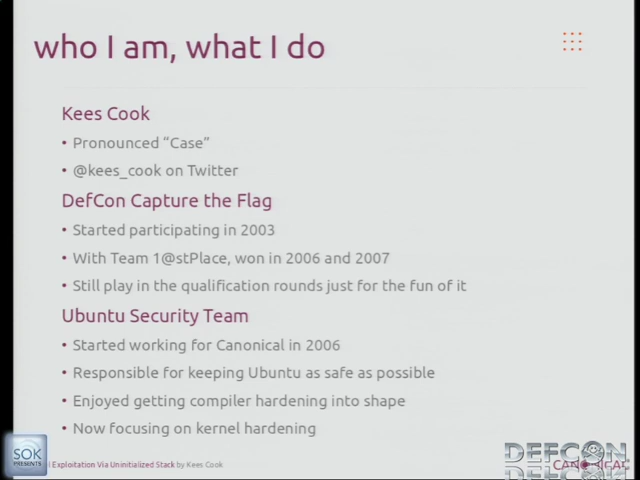 who I am, what I do
Kees Cook
• Pronounced “Case”
• @kees_cook on Twitter
DefCon Capture the Flag
• Started participating in 2003
• With Team 1@stPlace, won in 2006 and 2007
• Still play in the qualification rounds just for the fun of it
Ubuntu Security Team
• Started working for Canonical in 2006
• Responsible for keeping Ubuntu as safe as possible
• Enjoyed getting compiler hardening into shape
• Now focusing on kernel hardening
SOK
PRESENTS
Exploitation Via Uninitialized Stack by Kees Cook
DEFCON
CANONICAL